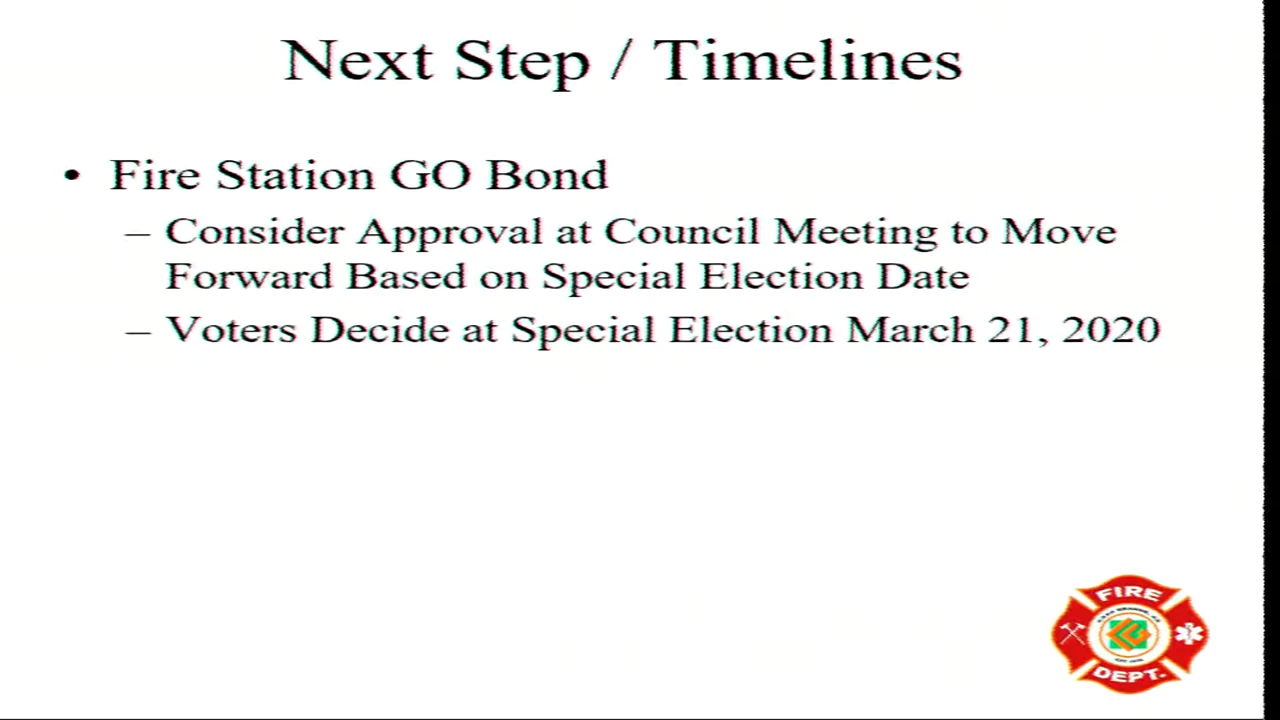 Next Step / Timelines
• Fire Station GO Bond
– Consider Approval at Council Meeting to Move
Forward Based on Special Election Date
– Voters Decide at Special Election March 21, 2020
FIRE
DEPT.